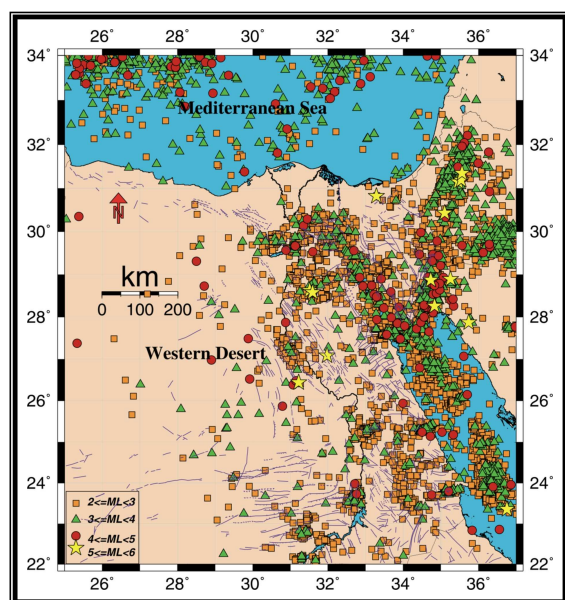 26° 28° 30° 32° 34° 36°
34° 34°
Mediterranean Sea
32° 32°
N
30° 30°
km
0 100 200
28° 28°
Western Desert
26° 26°
24° 24°
2<=ML<3
3<=ML<4
4<=ML<5
5<=ML<6
22° 22°
26° 28° 30° 32° 34° 36°